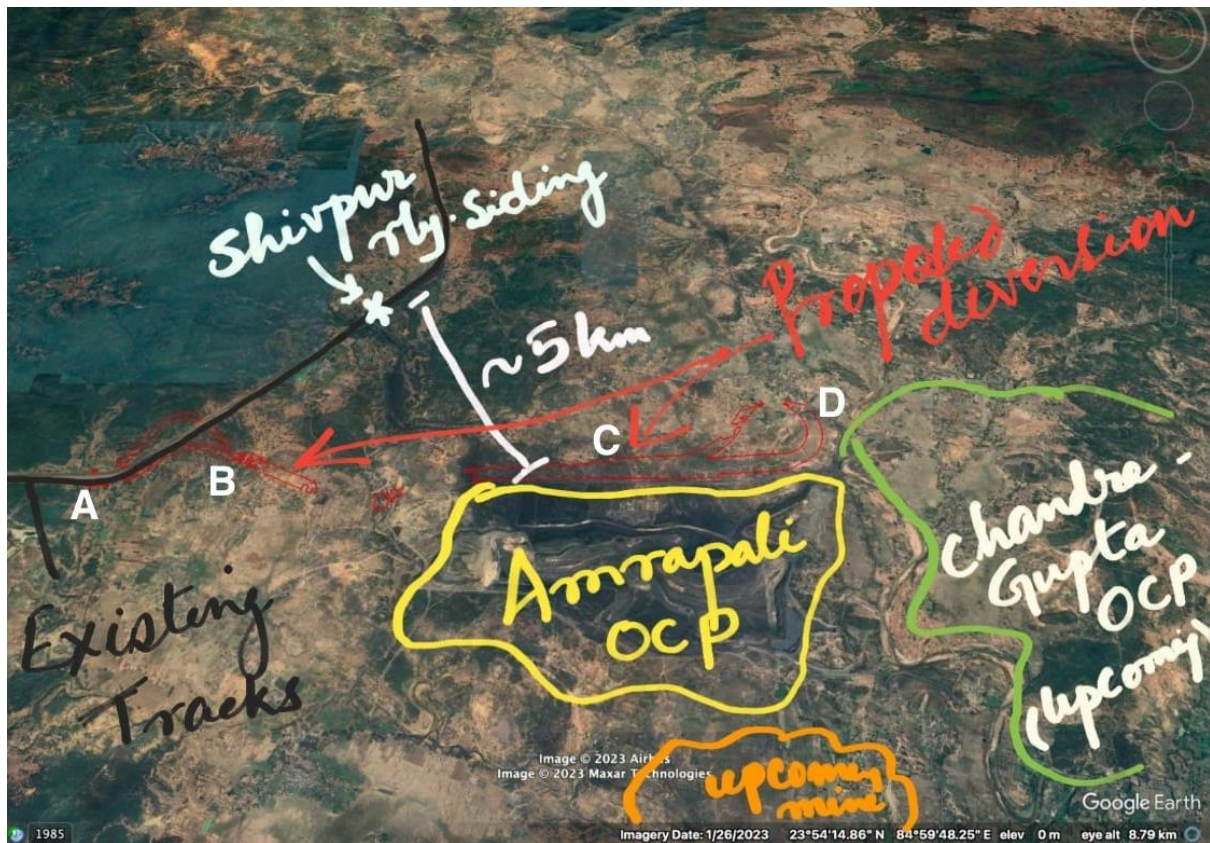 Shivpur
rly. Siding
Proposed
diversion
~5km
A
B
C
D
Amrapali
OCP
Chandra-
Gupta
OCP
(upcoming)
Existing
Tracks
upcoming
mine
Image © 2023 Airbus
Image © 2023 Maxar Technologies
Google Earth
1985
Imagery Date: 1/26/2023 23°54'14.86" N 84°59'48.25" E elev 0 m eye alt 8.79 km